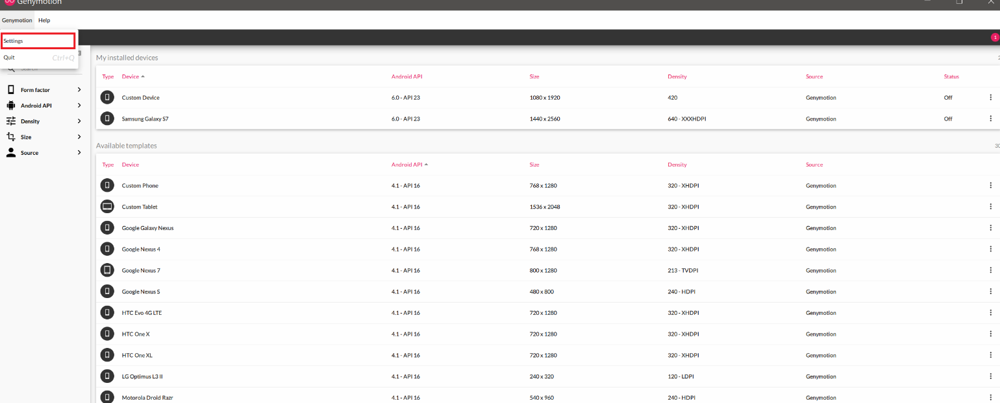 Genymotion
Genymotion Help
Settings
1
Quit Ctrl+Q
Search
Form factor
Android API
Density
Size
Source
My installed devices
Type Device Android API Size Density Source Status
Custom Device 6.0 - API 23 1080 x 1920 420 Genymotion Off
Samsung Galaxy S7 6.0 - API 23 1440 x 2560 640 - XXXHDPI Genymotion Off
Available templates 30
Type Device Android API Size Density Source
Custom Phone 4.1 - API 16 768 x 1280 320 - XHDPI Genymotion
Custom Tablet 4.1 - API 16 1536 x 2048 320 - XHDPI Genymotion
Google Galaxy Nexus 4.1 - API 16 720 x 1280 320 - XHDPI Genymotion
Google Nexus 4 4.1 - API 16 768 x 1280 320 - XHDPI Genymotion
Google Nexus 7 4.1 - API 16 800 x 1280 213 - TVDPI Genymotion
Google Nexus S 4.1 - API 16 480 x 800 240 - HDPI Genymotion
HTC Evo 4G LTE 4.1 - API 16 720 x 1280 320 - XHDPI Genymotion
HTC One X 4.1 - API 16 720 x 1280 320 - XHDPI Genymotion
HTC One XL 4.1 - API 16 720 x 1280 320 - XHDPI Genymotion
LG Optimus L3 II 4.1 - API 16 240 x 320 120 - LDPI Genymotion
Motorola Droid Razr 4.1 - API 16 540 x 960 240 - HDPI Genymotion